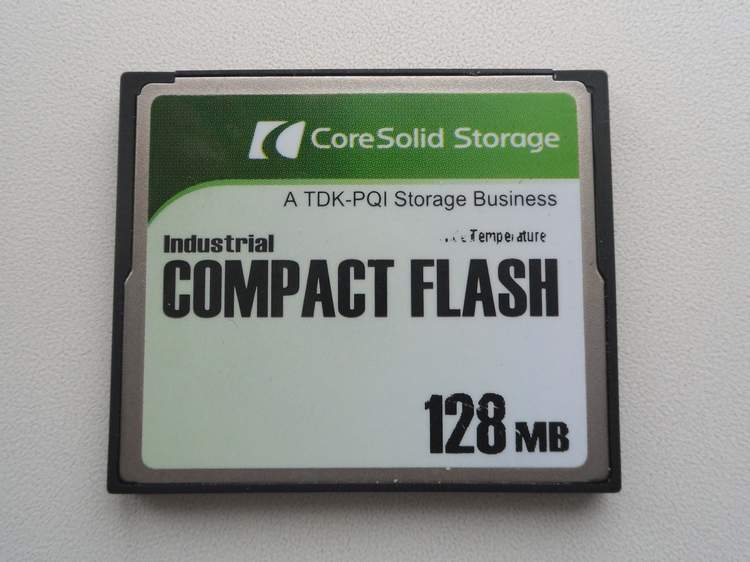 CoreSolid Storage
A TDK-PQI Storage Business
Industrial
Temperature
COMPACT FLASH
128 MB